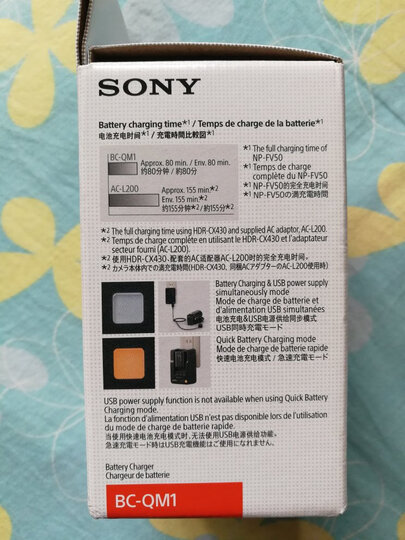 SONY
Battery charging time*1 / Temps de charge de la batterie*1
电池充电时间*1 / 充電時間比較図*1
BC-QM1
Approx. 80 min. / Env. 80 min.
约80分钟 / 約80分
AC-L200
Approx. 155 min.*2 /
Env. 155 min.*2
约155分钟*2 / 約155分*2
*1 The full charging time of
NP-FV50
*1 Temps de charge
complète du NP-FV50
*1 NP-FV50的完全充电时间
*1 NP-FV50の満充電時間
*2 The full charging time using HDR-CX430 and supplied AC adaptor, AC-L200.
*2 Temps de charge complète en utilisant le HDR-CX430 et l'adaptateur
secteur fourni (AC-L200).
*2 使用HDR-CX430、配套的AC适配器AC-L200时的完全充电时间。
*2 カメラ本体内での満充電時間(HDR-CX430、同梱ACアダプターのAC-L200使用時)
Battery Charging & USB power supply
simultaneously mode
Mode de charge de batterie et
d'alimentation USB simultanées
电池充电&USB电源供给同步模式
USB同時充電モード
Quick Battery Charging mode
Mode de charge de batterie rapide
快速电池充电模式 / 急速充電モード
USB power supply function is not available when using Quick Battery
Charging mode.
La fonction d'alimentation USB n'est pas disponible lors de l'utilisation
du mode de charge de batterie rapide.
当使用快速电池充电模式时,无法使用USB电源供给功能。
急速充電モード時はUSB充電機能はご使用になれません。
Battery Charger
Chargeur de batterie
BC-QM1